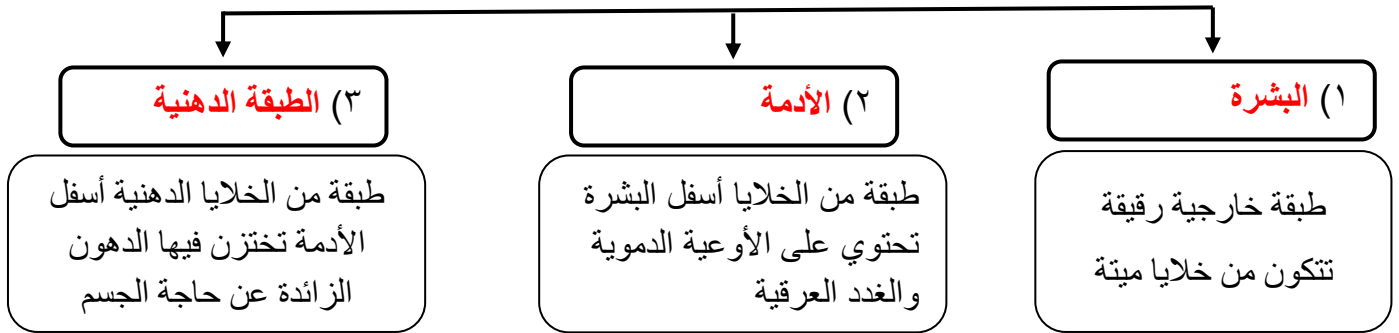 ١) البشرة
٢) الأدمة
٣) الطبقة الدهنية
طبقة خارجية رقيقة
تتكون من خلايا ميتة
طبقة من الخلايا أسفل البشرة
تحتوي على الأوعية الدموية
والغدد العرقية
طبقة من الخلايا الدهنية أسفل
الأدمة تختزن فيها الدهون
الزائدة عن حاجة الجسم